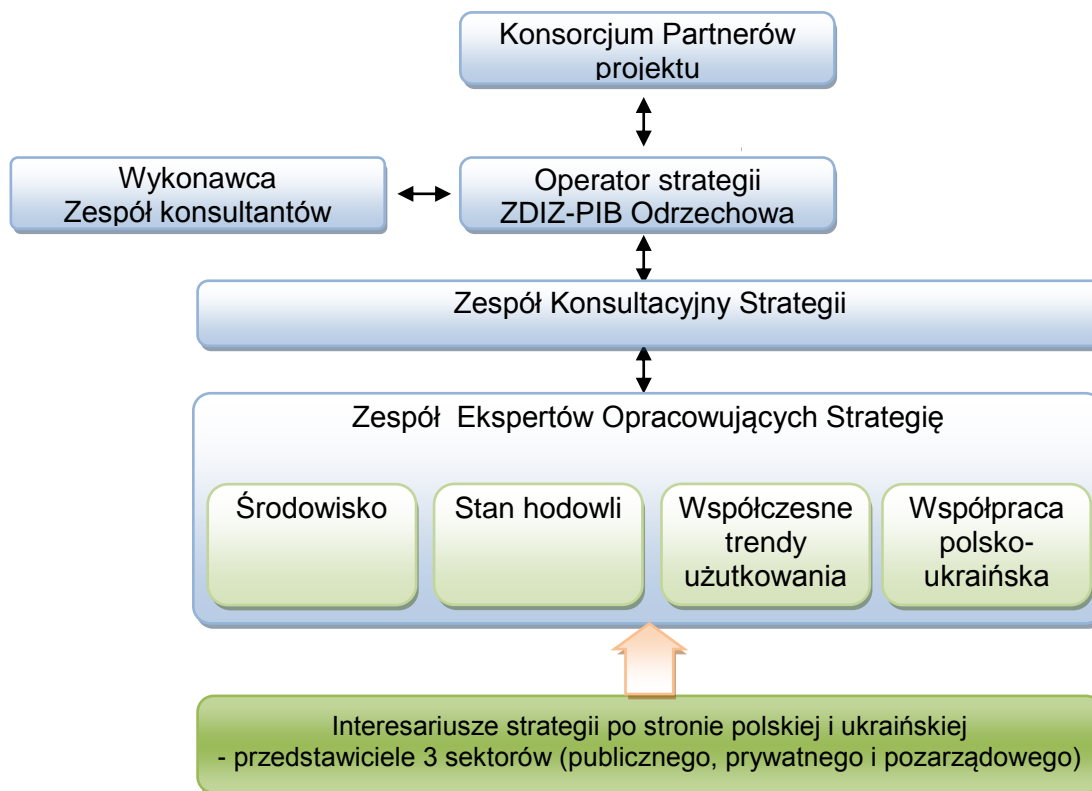 Konsorcjum Partnerów
projektu
Wykonawca
Zespół konsultantów
Operator strategii
ZDIZ-PIB Odrzechowa
Zespół Konsultacyjny Strategii
Zespół Ekspertów Opracowujących Strategię
Środowisko
Stan hodowli
Współczesne
trendy
użutkowania
Współpraca
polsko-
ukraińska
Interesariusze strategii po stronie polskiej i ukraińskiej
- przedstawiciele 3 sektorów (publicznego, prywatnego i pozarządowego)